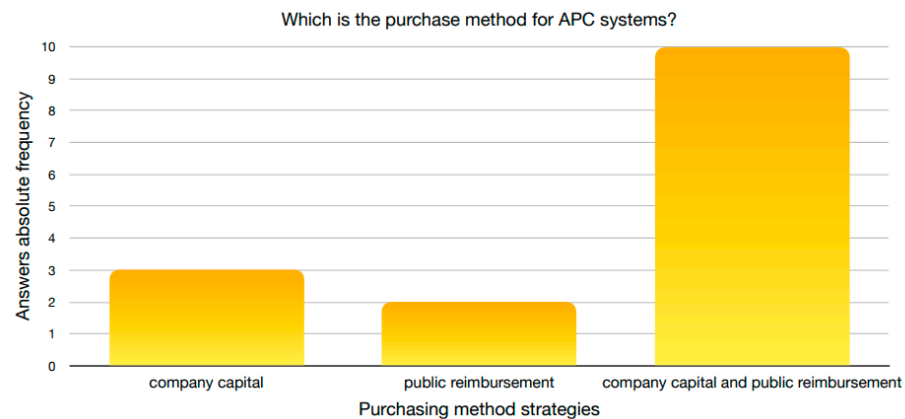 Which is the purchase method for APC systems?
Answers absolute frequency
10
9
8
7
6
5
4
3
2
1
0
company capital
public reimbursement
company capital and public reimbursement
Purchasing method strategies